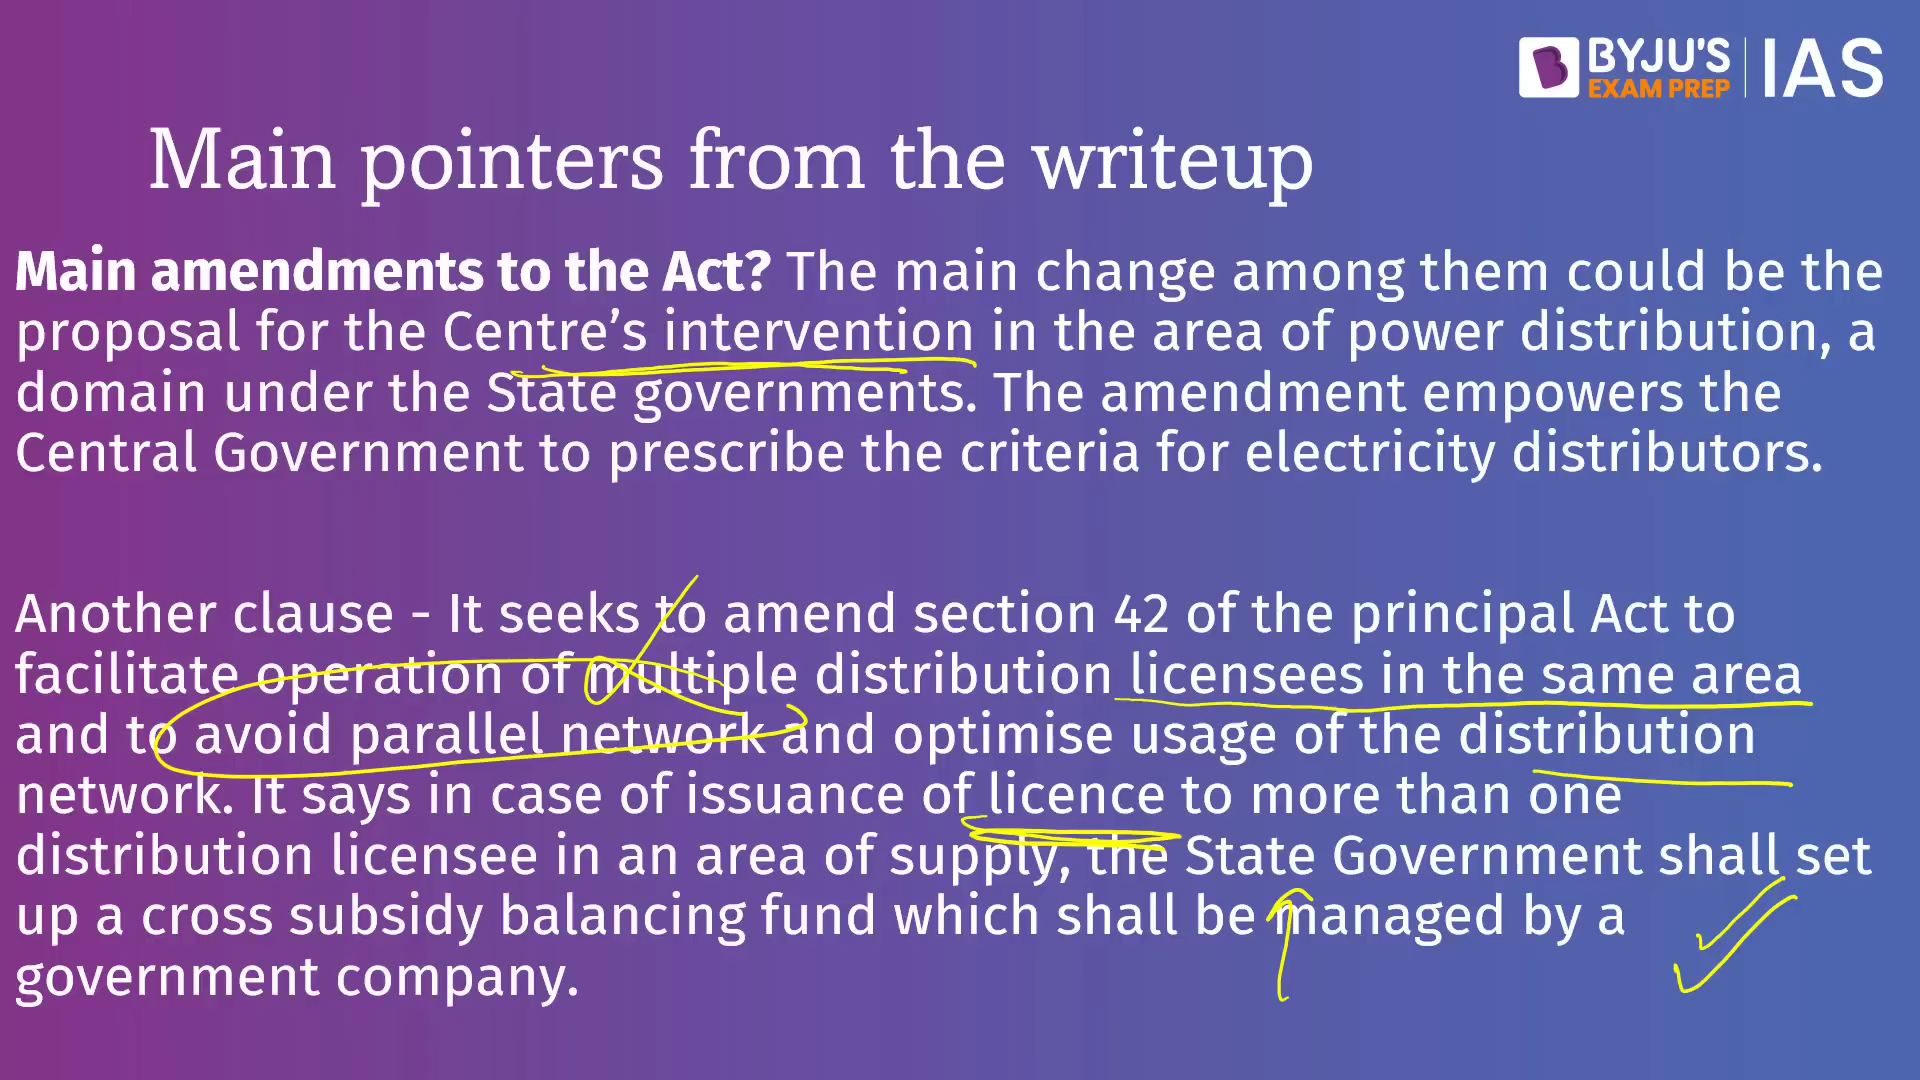 BYJU'S
EXAM PREP
IAS
Main pointers from the writeup
Main amendments to the Act? The main change among them could be the
proposal for the Centre’s intervention in the area of power distribution, a
domain under the State governments. The amendment empowers the
Central Government to prescribe the criteria for electricity distributors.
Another clause - It seeks to amend section 42 of the principal Act to
facilitate operation of multiple distribution licensees in the same area
and to avoid parallel network and optimise usage of the distribution
network. It says in case of issuance of licence to more than one
distribution licensee in an area of supply, the State Government shall set
up a cross subsidy balancing fund which shall be managed by a
government company.